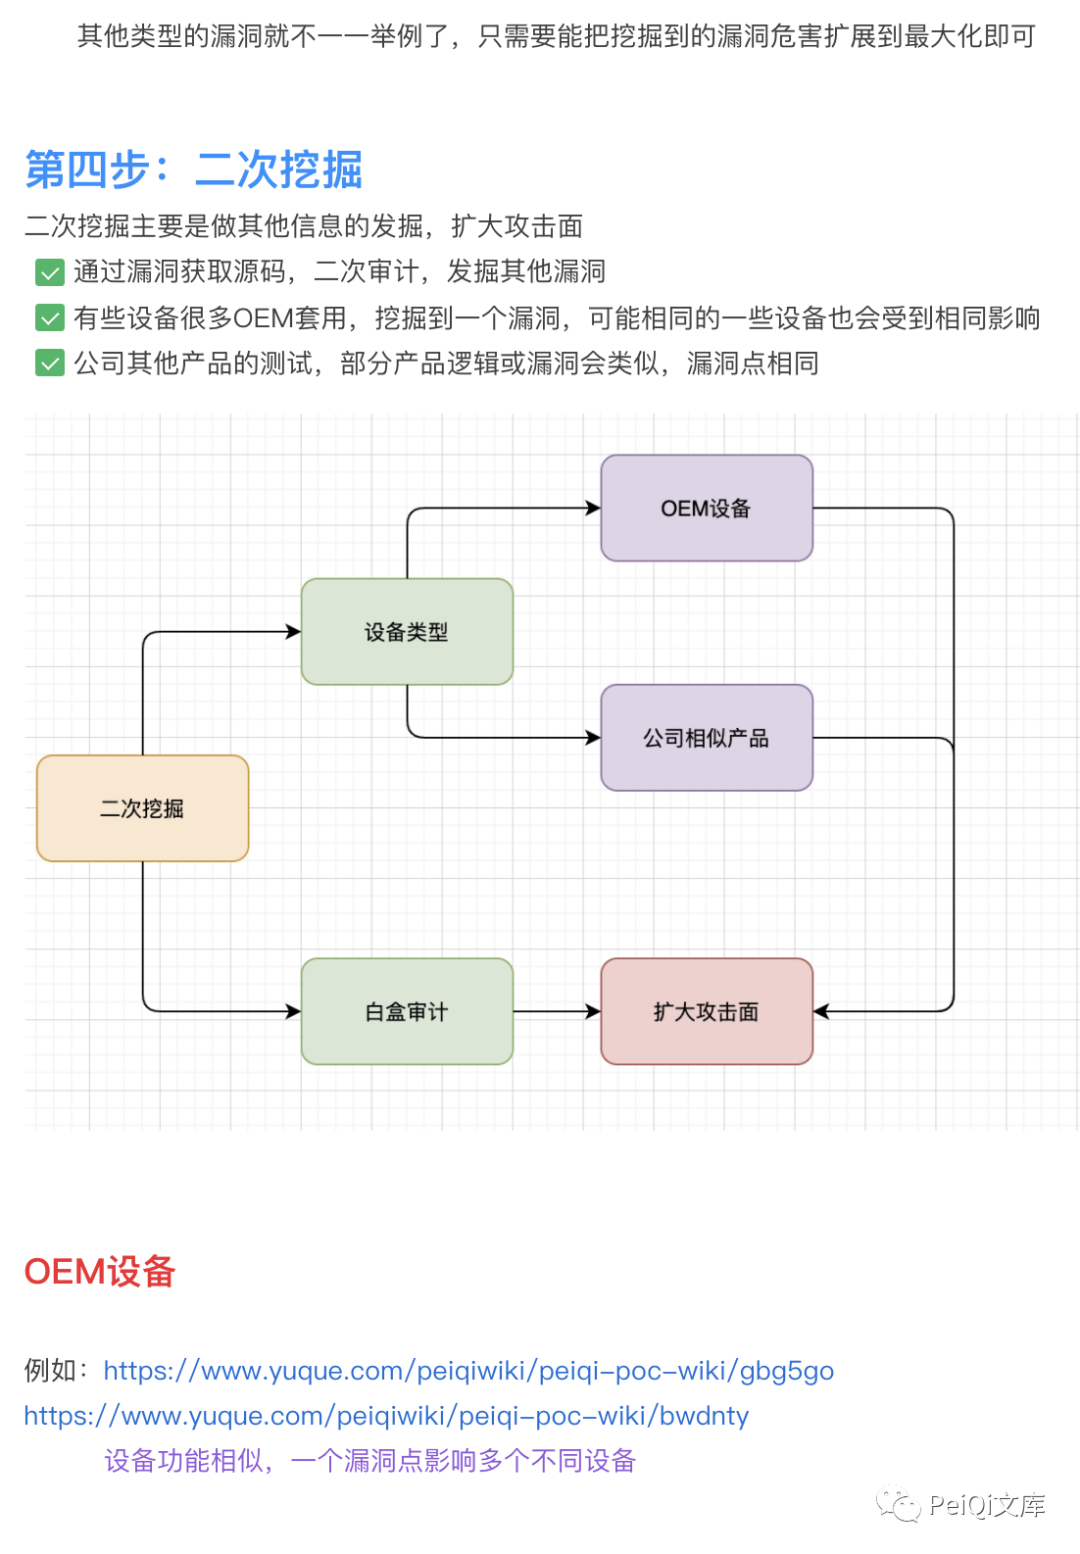 其他类型的漏洞就不一一举例了，只需要能把挖掘到的漏洞危害扩展到最大化即可
第四步：二次挖掘
二次挖掘主要是做其他信息的发掘，扩大攻击面
通过漏洞获取源码，二次审计，发掘其他漏洞
有些设备很多OEM套用，挖掘到一个漏洞，可能相同的一些设备也会受到相同影响
公司其他产品的测试，部分产品逻辑或漏洞会类似，漏洞点相同
OEM设备
设备类型
公司相似产品
二次挖掘
白盒审计
扩大攻击面
OEM设备
例如：https://www.yuque.com/peiqiwiki/peiqi-poc-wiki/gbg5go
https://www.yuque.com/peiqiwiki/peiqi-poc-wiki/bwdnty
设备功能相似，一个漏洞点影响多个不同设备
PeiQi文库